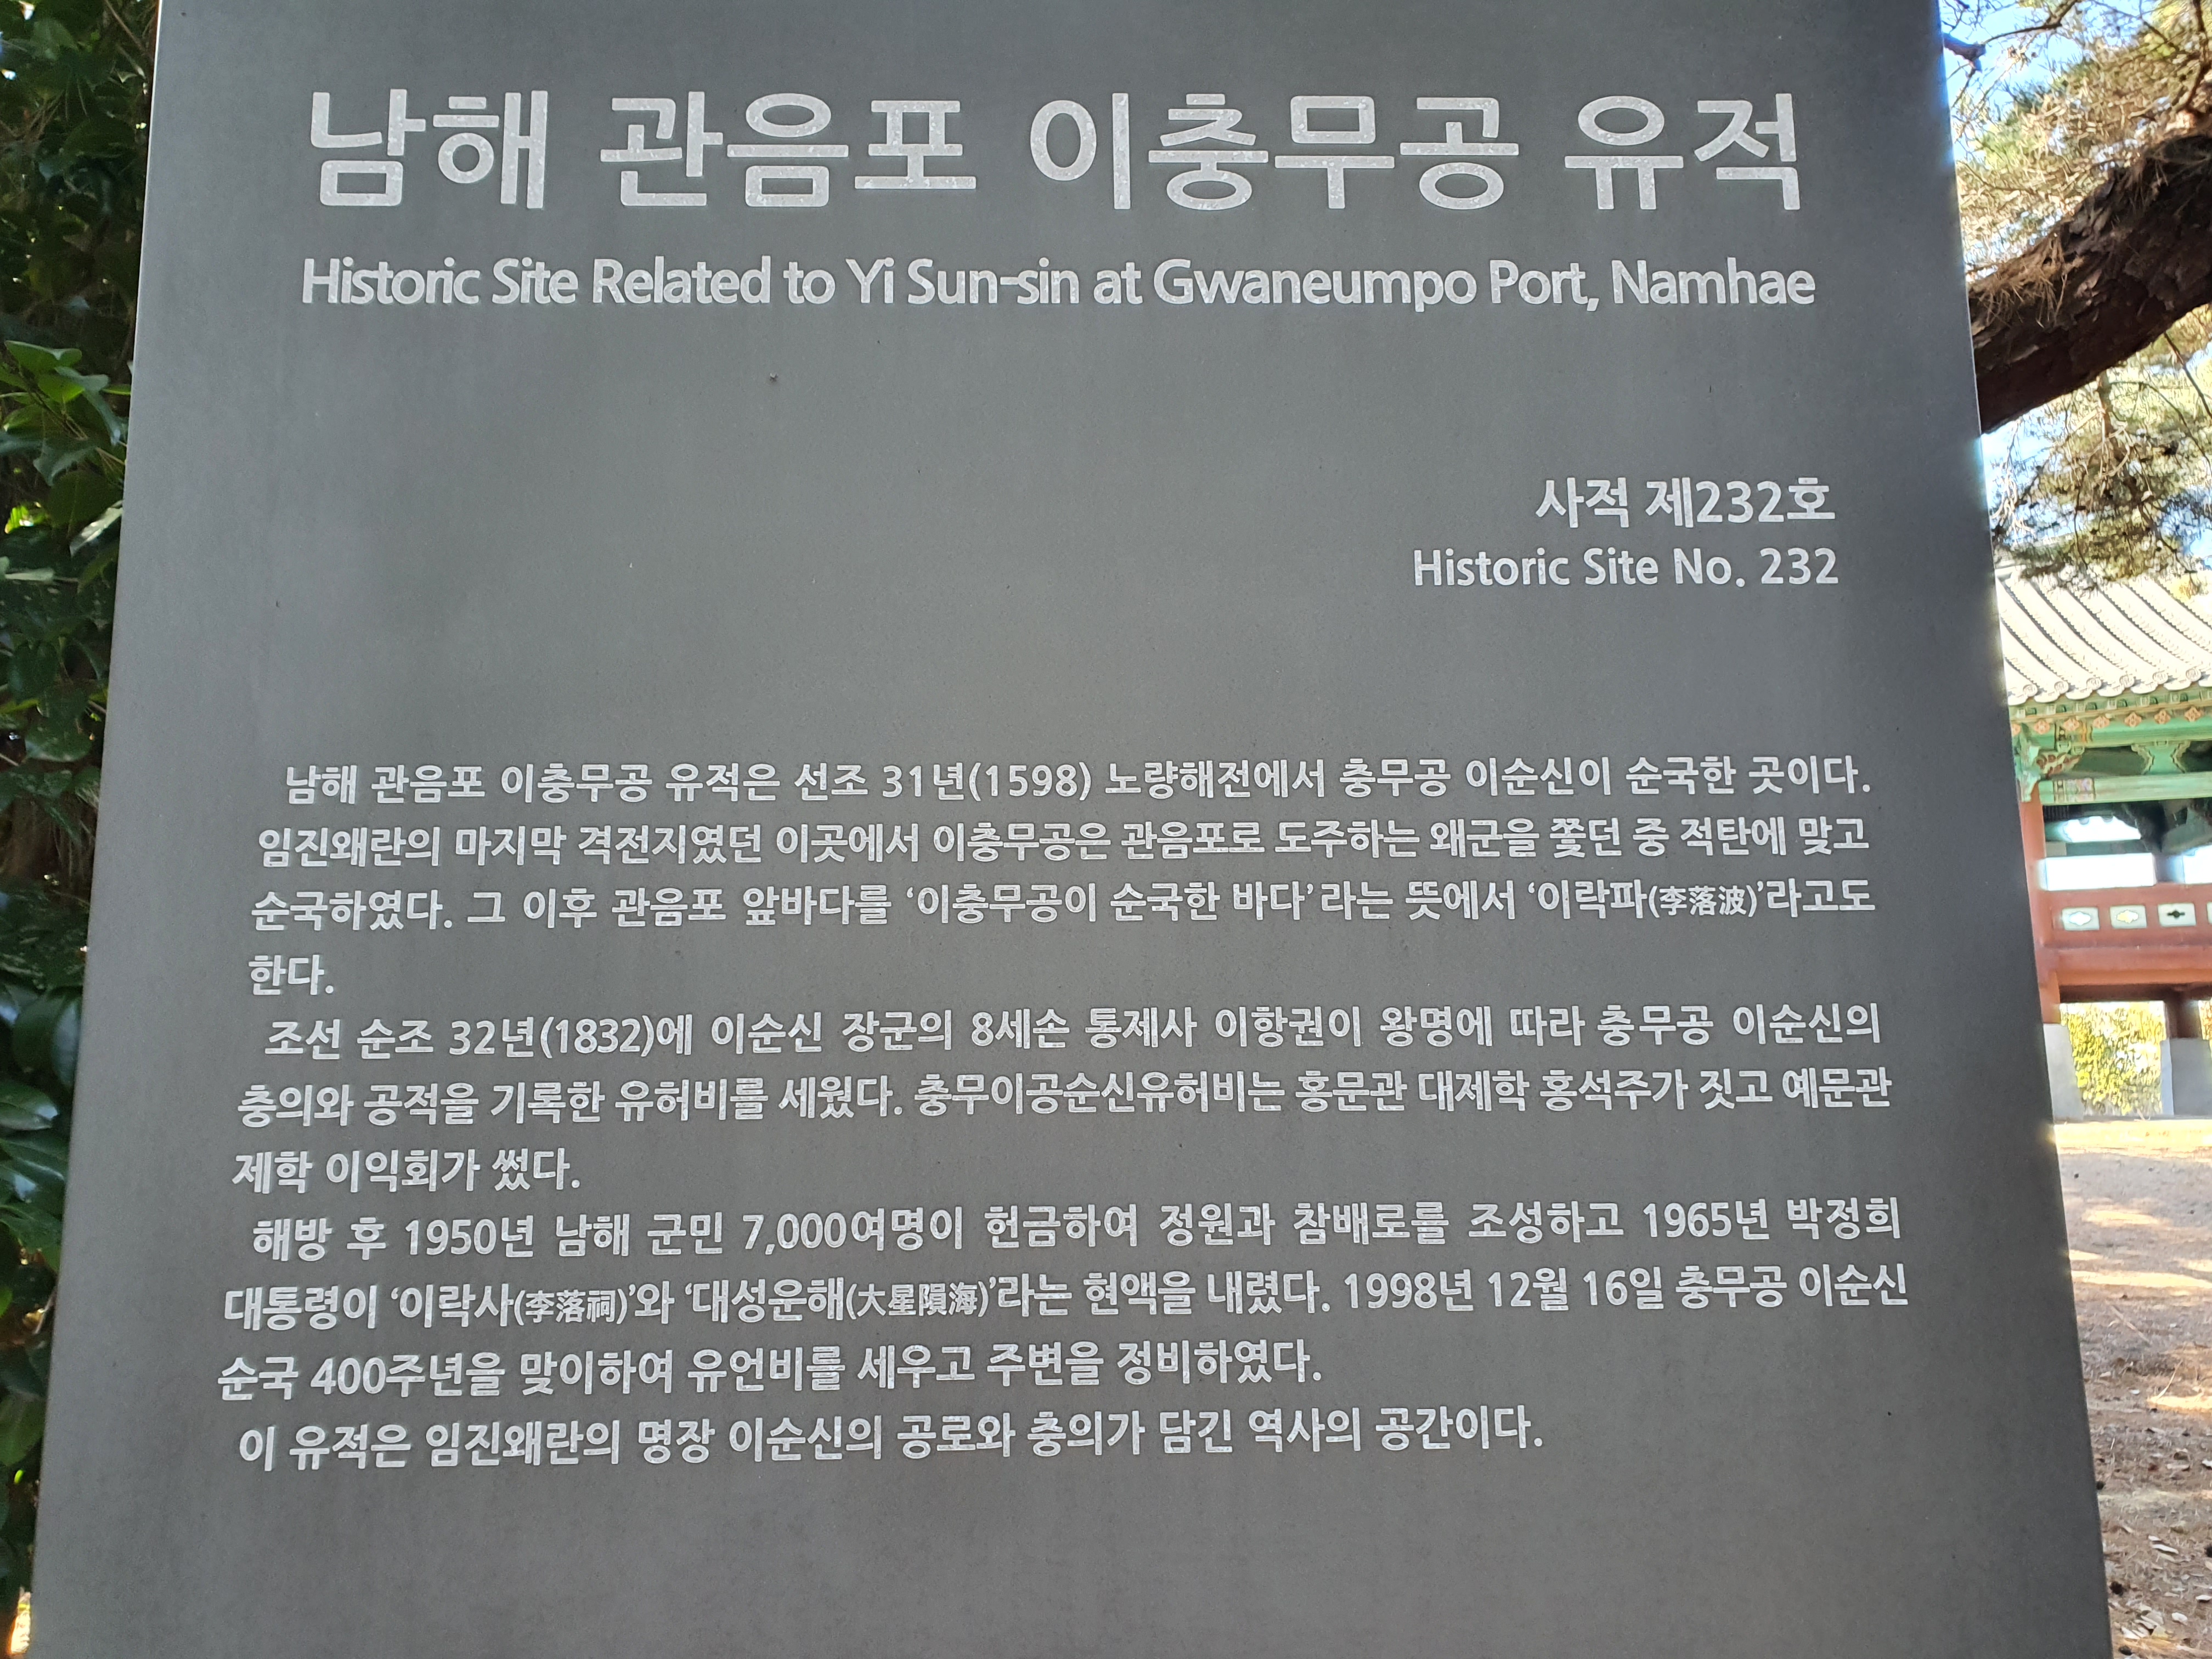 남해 관음포 이충무공 유적
Historic Site Related to Yi Sun-sin at Gwaneumpo Port, Namhae
사적 제232호
Historic Site No. 232
남해 관음포 이충무공 유적은 선조 31년(1598) 노량해전에서 충무공 이순신이 순국한 곳이다.
임진왜란의 마지막 격전지였던 이곳에서 이충무공은 관음포로 도주하는 왜군을 쫓던 중 적탄에 맞고
순국하였다. 그 이후 관음포 앞바다를 ‘이충무공이 순국한 바다’라는 뜻에서 ‘이락파(李落波)’라고도
한다.
조선 순조 32년(1832)에 이순신 장군의 8세손 통제사 이항권이 왕명에 따라 충무공 이순신의
충의와 공적을 기록한 유허비를 세웠다. 충무이공순신유허비는 홍문관 대제학 홍석주가 짓고 예문관
제학 이익회가 썼다.
해방 후 1950년 남해 군민 7,000여명이 헌금하여 정원과 참배로를 조성하고 1965년 박정희
대통령이 ‘이락사(李落祠)’와 ‘대성운해(大星隕海)’라는 현액을 내렸다. 1998년 12월 16일 충무공 이순신
순국 400주년을 맞이하여 유언비를 세우고 주변을 정비하였다.
이 유적은 임진왜란의 명장 이순신의 공로와 충의가 담긴 역사의 공간이다.